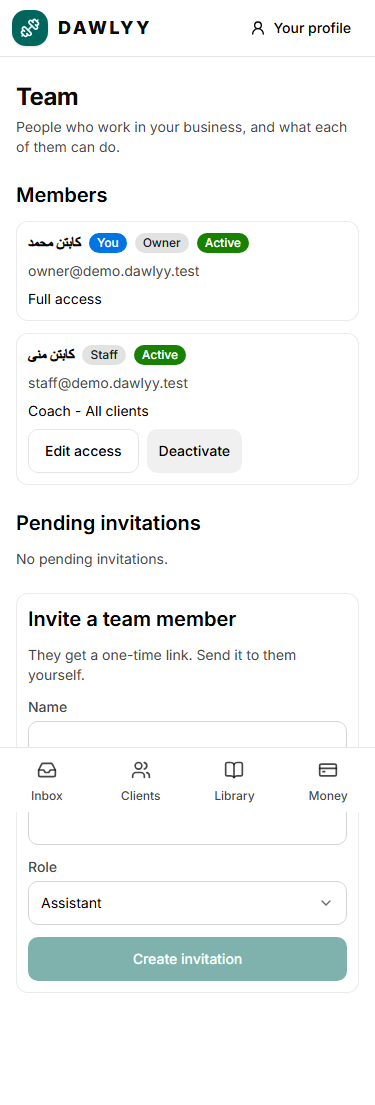 DAWLYY
Your profile
Team
People who work in your business, and what each
of them can do.
Members
كابتن محمد You Owner Active
owner@demo.dawlyy.test
Full access
كابتن منى Staff Active
staff@demo.dawlyy.test
Coach - All clients
Edit access Deactivate
Pending invitations
No pending invitations.
Invite a team member
They get a one-time link. Send it to them
yourself.
Name
Inbox Clients Library Money
Role
Assistant
Create invitation